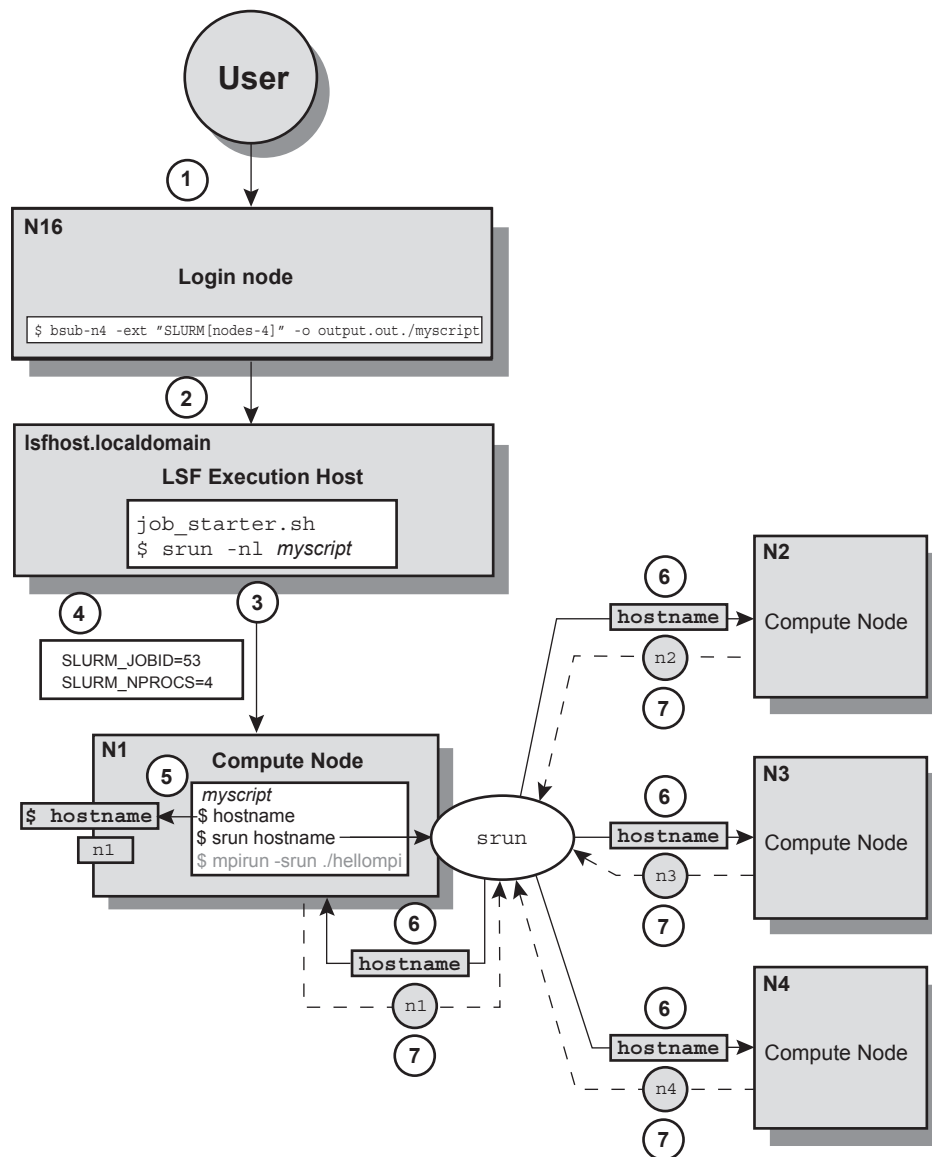 User
1
N16
Login node
$ bsub-n4 -ext "SLURM[nodes-4]" -o output.out./myscript
2
lsfhost.localdomain
LSF Execution Host
job_starter.sh
$ srun -nl myscript
4
3
SLURM_JOBID=53
SLURM_NPROCS=4
N1
Compute Node
5
myscript
$ hostname
$ srun hostname
$ mpirun -srun ./hellompi
$ hostname
n1
srun
6
hostname
n1
7
6
hostname
n2
7
N2
Compute Node
6
hostname
n3
7
N3
Compute Node
6
hostname
n4
7
N4
Compute Node